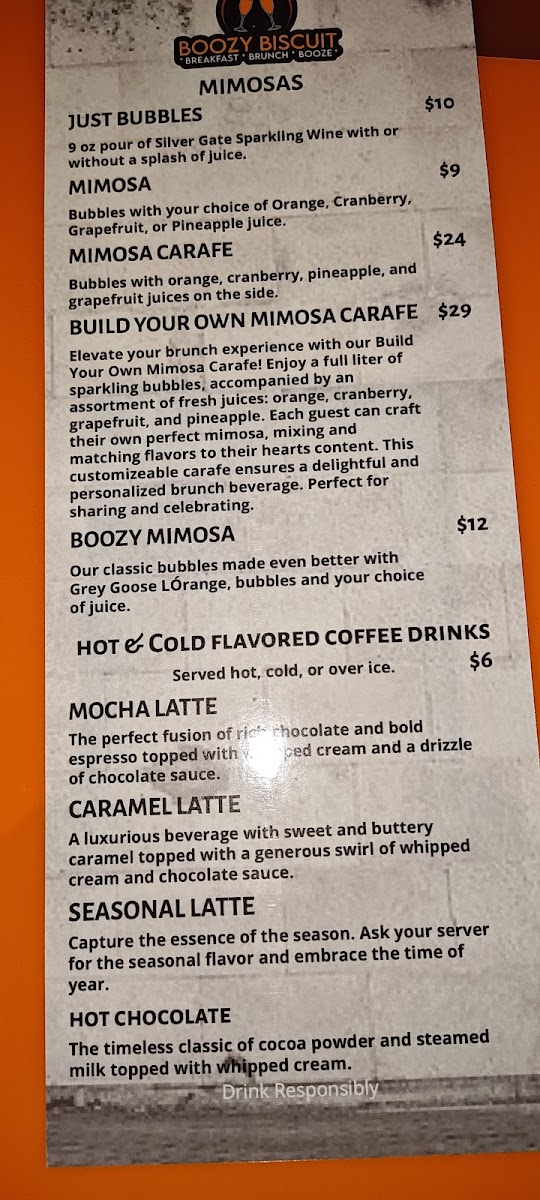 BOOZY BISCUIT
• BREAKFAST • BRUNCH • BOOZE •
MIMOSAS
JUST BUBBLES $10
9 oz pour of Silver Gate Sparkling Wine with or
without a splash of juice.
MIMOSA $9
Bubbles with your choice of Orange, Cranberry,
Grapefruit, or Pineapple juice.
MIMOSA CARAFE $24
Bubbles with orange, cranberry, pineapple, and
grapefruit juices on the side.
BUILD YOUR OWN MIMOSA CARAFE $29
Elevate your brunch experience with our Build
Your Own Mimosa Carafe! Enjoy a full liter of
sparkling bubbles, accompanied by an
assortment of fresh juices: orange, cranberry,
grapefruit, and pineapple. Each guest can craft
their own perfect mimosa, mixing and
matching flavors to their hearts content. This
customizeable carafe ensures a delightful and
personalized brunch beverage. Perfect for
sharing and celebrating.
BOOZY MIMOSA $12
Our classic bubbles made even better with
Grey Goose LÓrange, bubbles and your choice
of juice.
HOT & COLD FLAVORED COFFEE DRINKS
Served hot, cold, or over ice. $6
MOCHA LATTE
The perfect fusion of rich chocolate and bold
espresso topped with whipped cream and a drizzle
of chocolate sauce.
CARAMEL LATTE
A luxurious beverage with sweet and buttery
caramel topped with a generous swirl of whipped
cream and chocolate sauce.
SEASONAL LATTE
Capture the essence of the season. Ask your server
for the seasonal flavor and embrace the time of
year.
HOT CHOCOLATE
The timeless classic of cocoa powder and steamed
milk topped with whipped cream.
Drink Responsibly